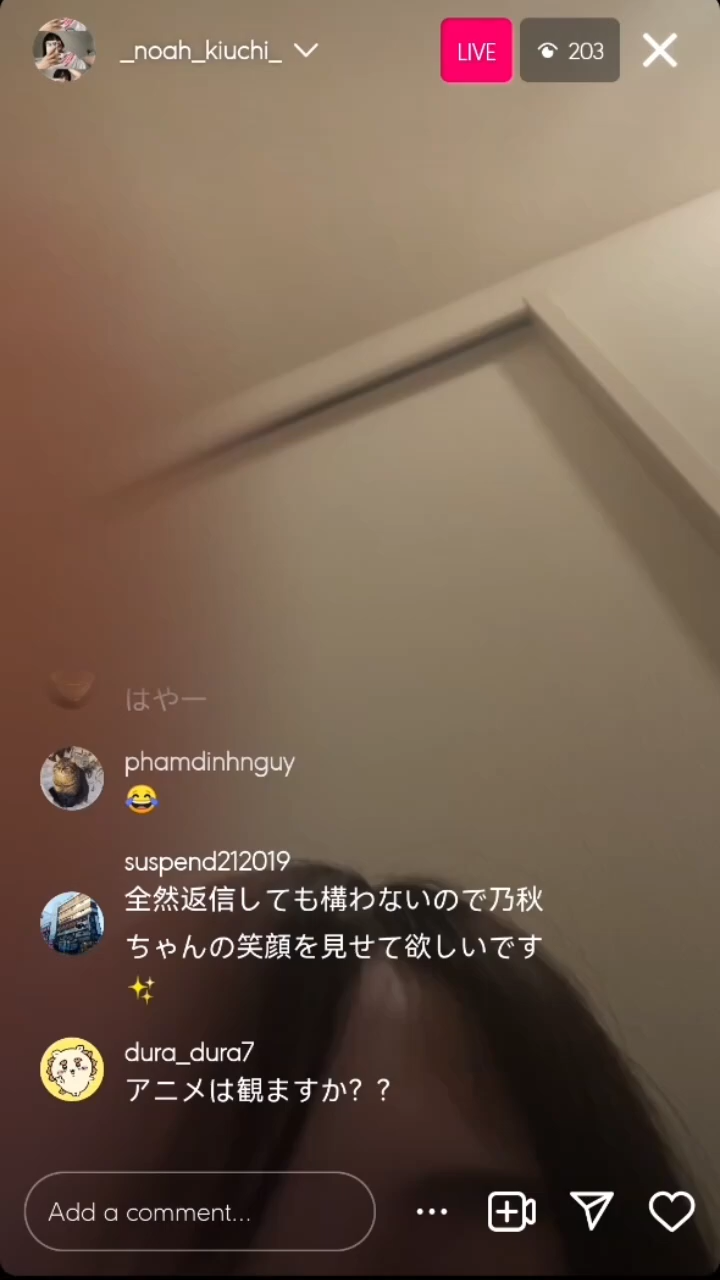 _noah_kiuchi_
LIVE
203
はやー
phamdinhnguy
😂
suspend212019
全然返信しても構わないので乃秋
ちゃんの笑顔を見せて欲しいです
✨
dura_dura7
アニメは観ますか？？
Add a comment...